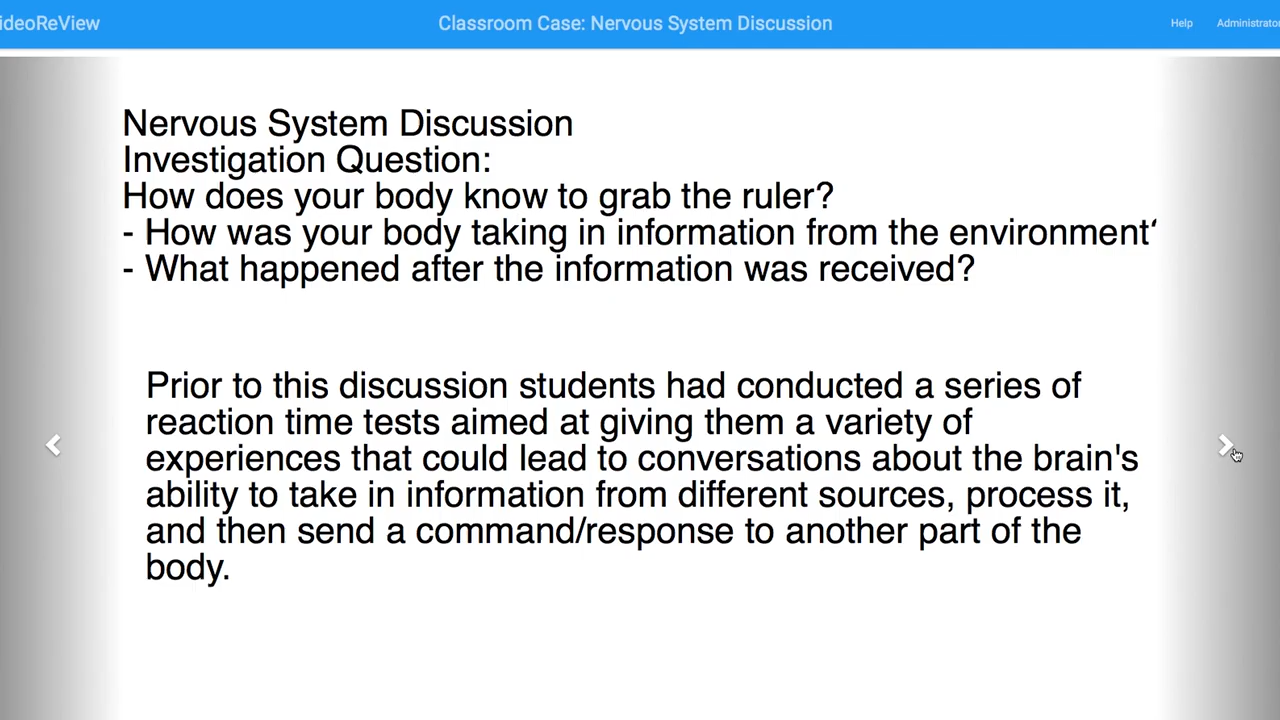 ideoReView
Classroom Case: Nervous System Discussion
Help
Administrator
Nervous System Discussion
Investigation Question:
How does your body know to grab the ruler?
- How was your body taking in information from the environment‘
- What happened after the information was received?
Prior to this discussion students had conducted a series of
reaction time tests aimed at giving them a variety of
experiences that could lead to conversations about the brain's
ability to take in information from different sources, process it,
and then send a command/response to another part of the
body.